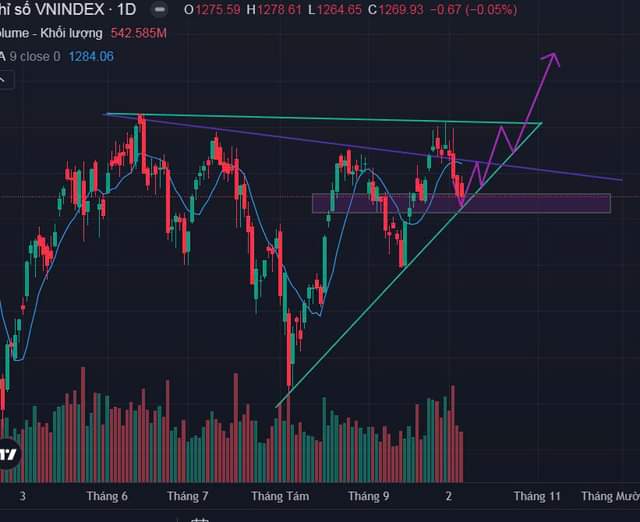 hỉ số VNINDEX · 1D O1275.59 H1278.61 L1264.65 C1269.93 −0.67 (−0.05%)
olume - Khối lượng 542.585M
A 9 close 0 1284.06
3 Tháng 6 Tháng 7 Tháng Tám Tháng 9 2 Tháng 11 Tháng Mười